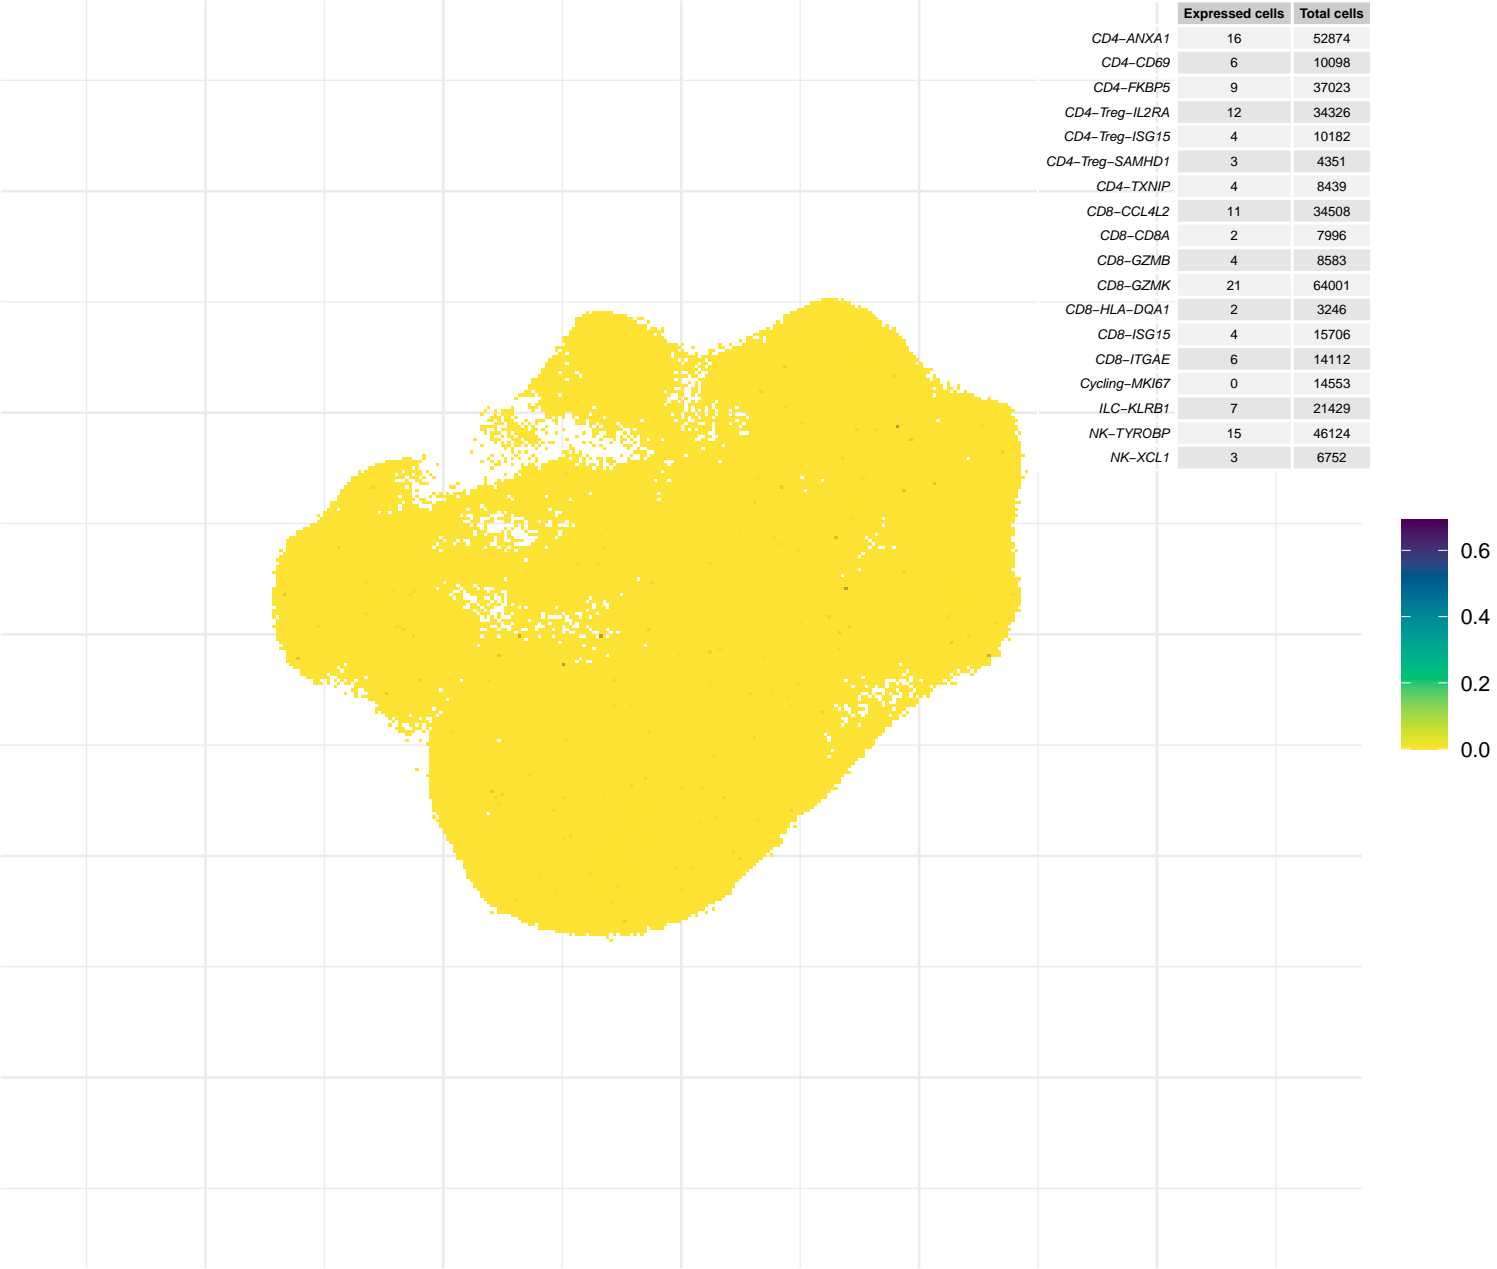 Expressed cells Total cells
CD4−ANXA1 16 52874
CD4−CD69 6 10098
CD4−FKBP5 9 37023
CD4−Treg−IL2RA 12 34326
CD4−Treg−ISG15 4 10182
CD4−Treg−SAMHD1 3 4351
CD4−TXNIP 4 8439
CD8−CCL4L2 11 34508
CD8−CD8A 2 7996
CD8−GZMB 4 8583
CD8−GZMK 21 64001
CD8−HLA−DQA1 2 3246
CD8−ISG15 4 15706
CD8−ITGAE 6 14112
Cycling−MKI67 0 14553
ILC−KLRB1 7 21429
NK−TYROBP 15 46124
NK−XCL1 3 6752
0.6
0.4
0.2
0.0